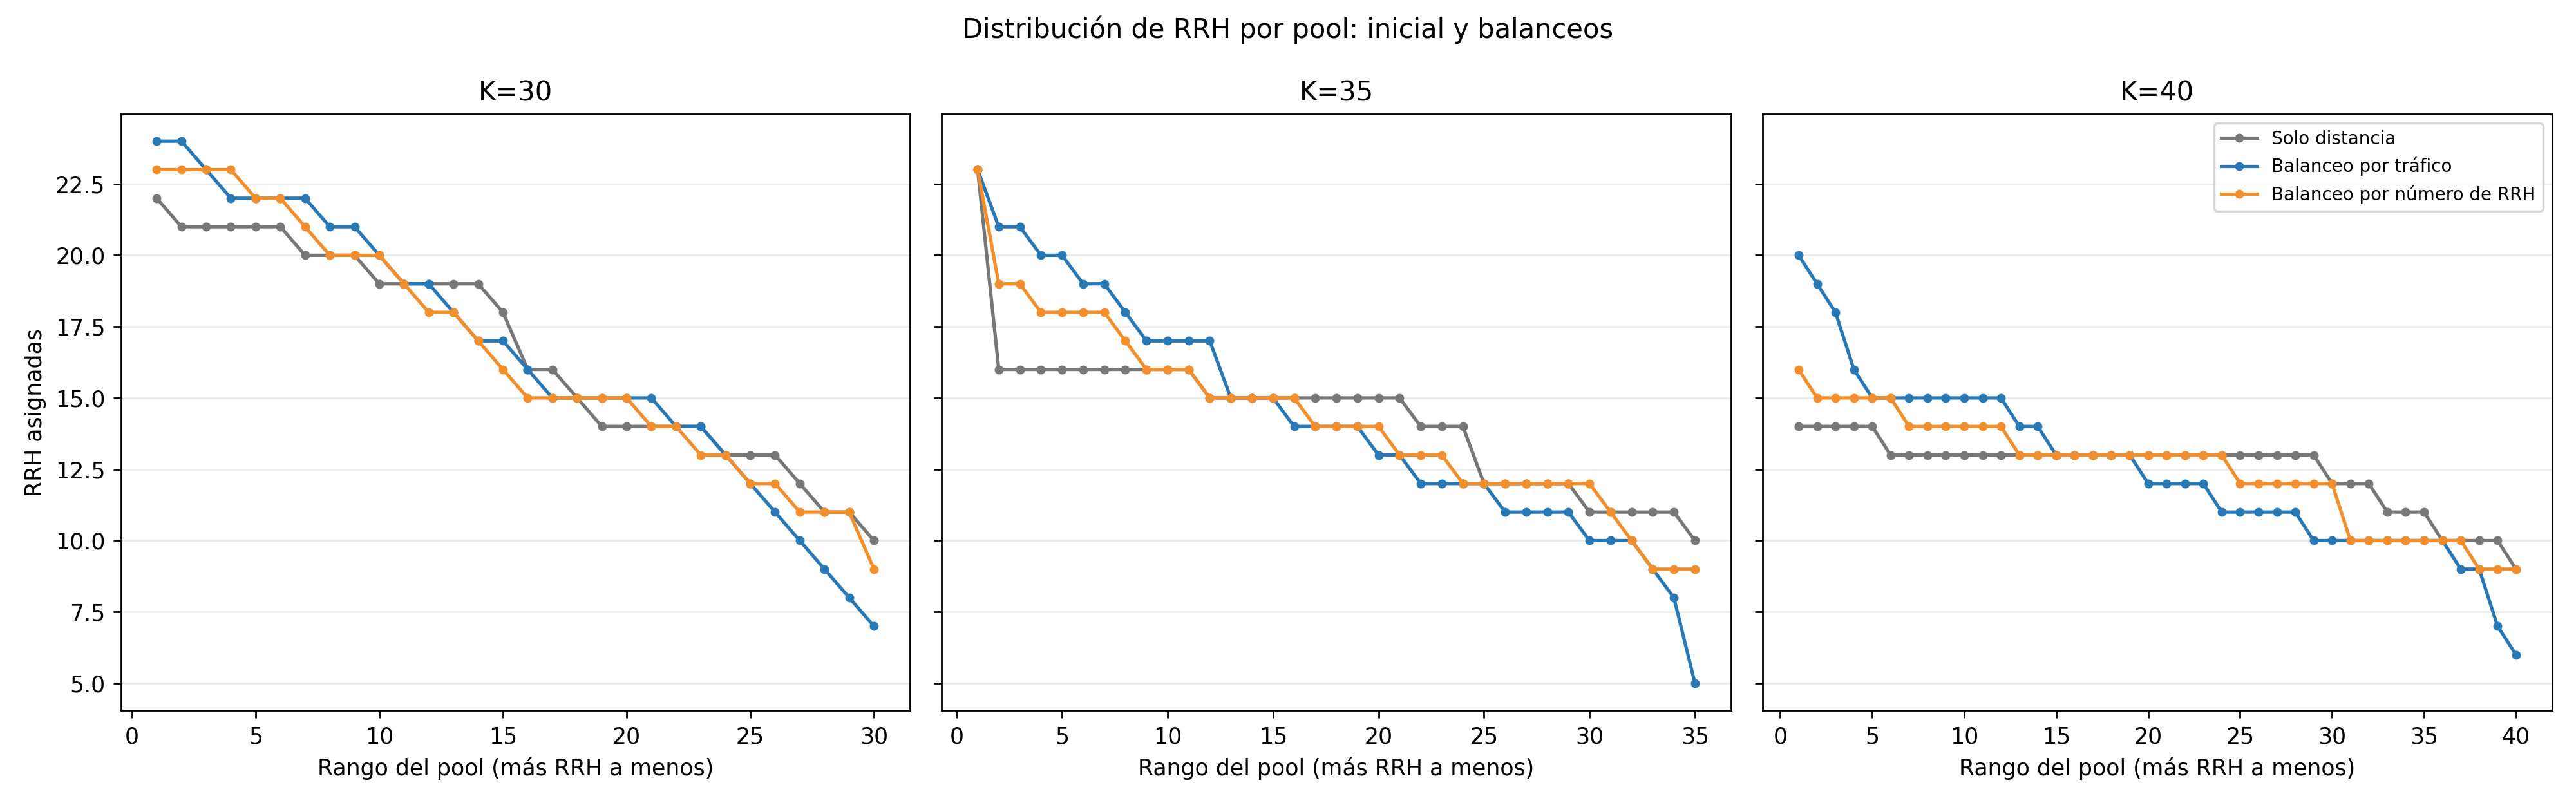 Distribución de RRH por pool: inicial y balanceos
K=30
K=35
K=40
RRH asignadas
22.5
20.0
17.5
15.0
12.5
10.0
7.5
5.0
Solo distancia
Balanceo por tráfico
Balanceo por número de RRH
0 5 10 15 20 25 30
0 5 10 15 20 25 30 35
0 5 10 15 20 25 30 35 40
Rango del pool (más RRH a menos)
Rango del pool (más RRH a menos)
Rango del pool (más RRH a menos)